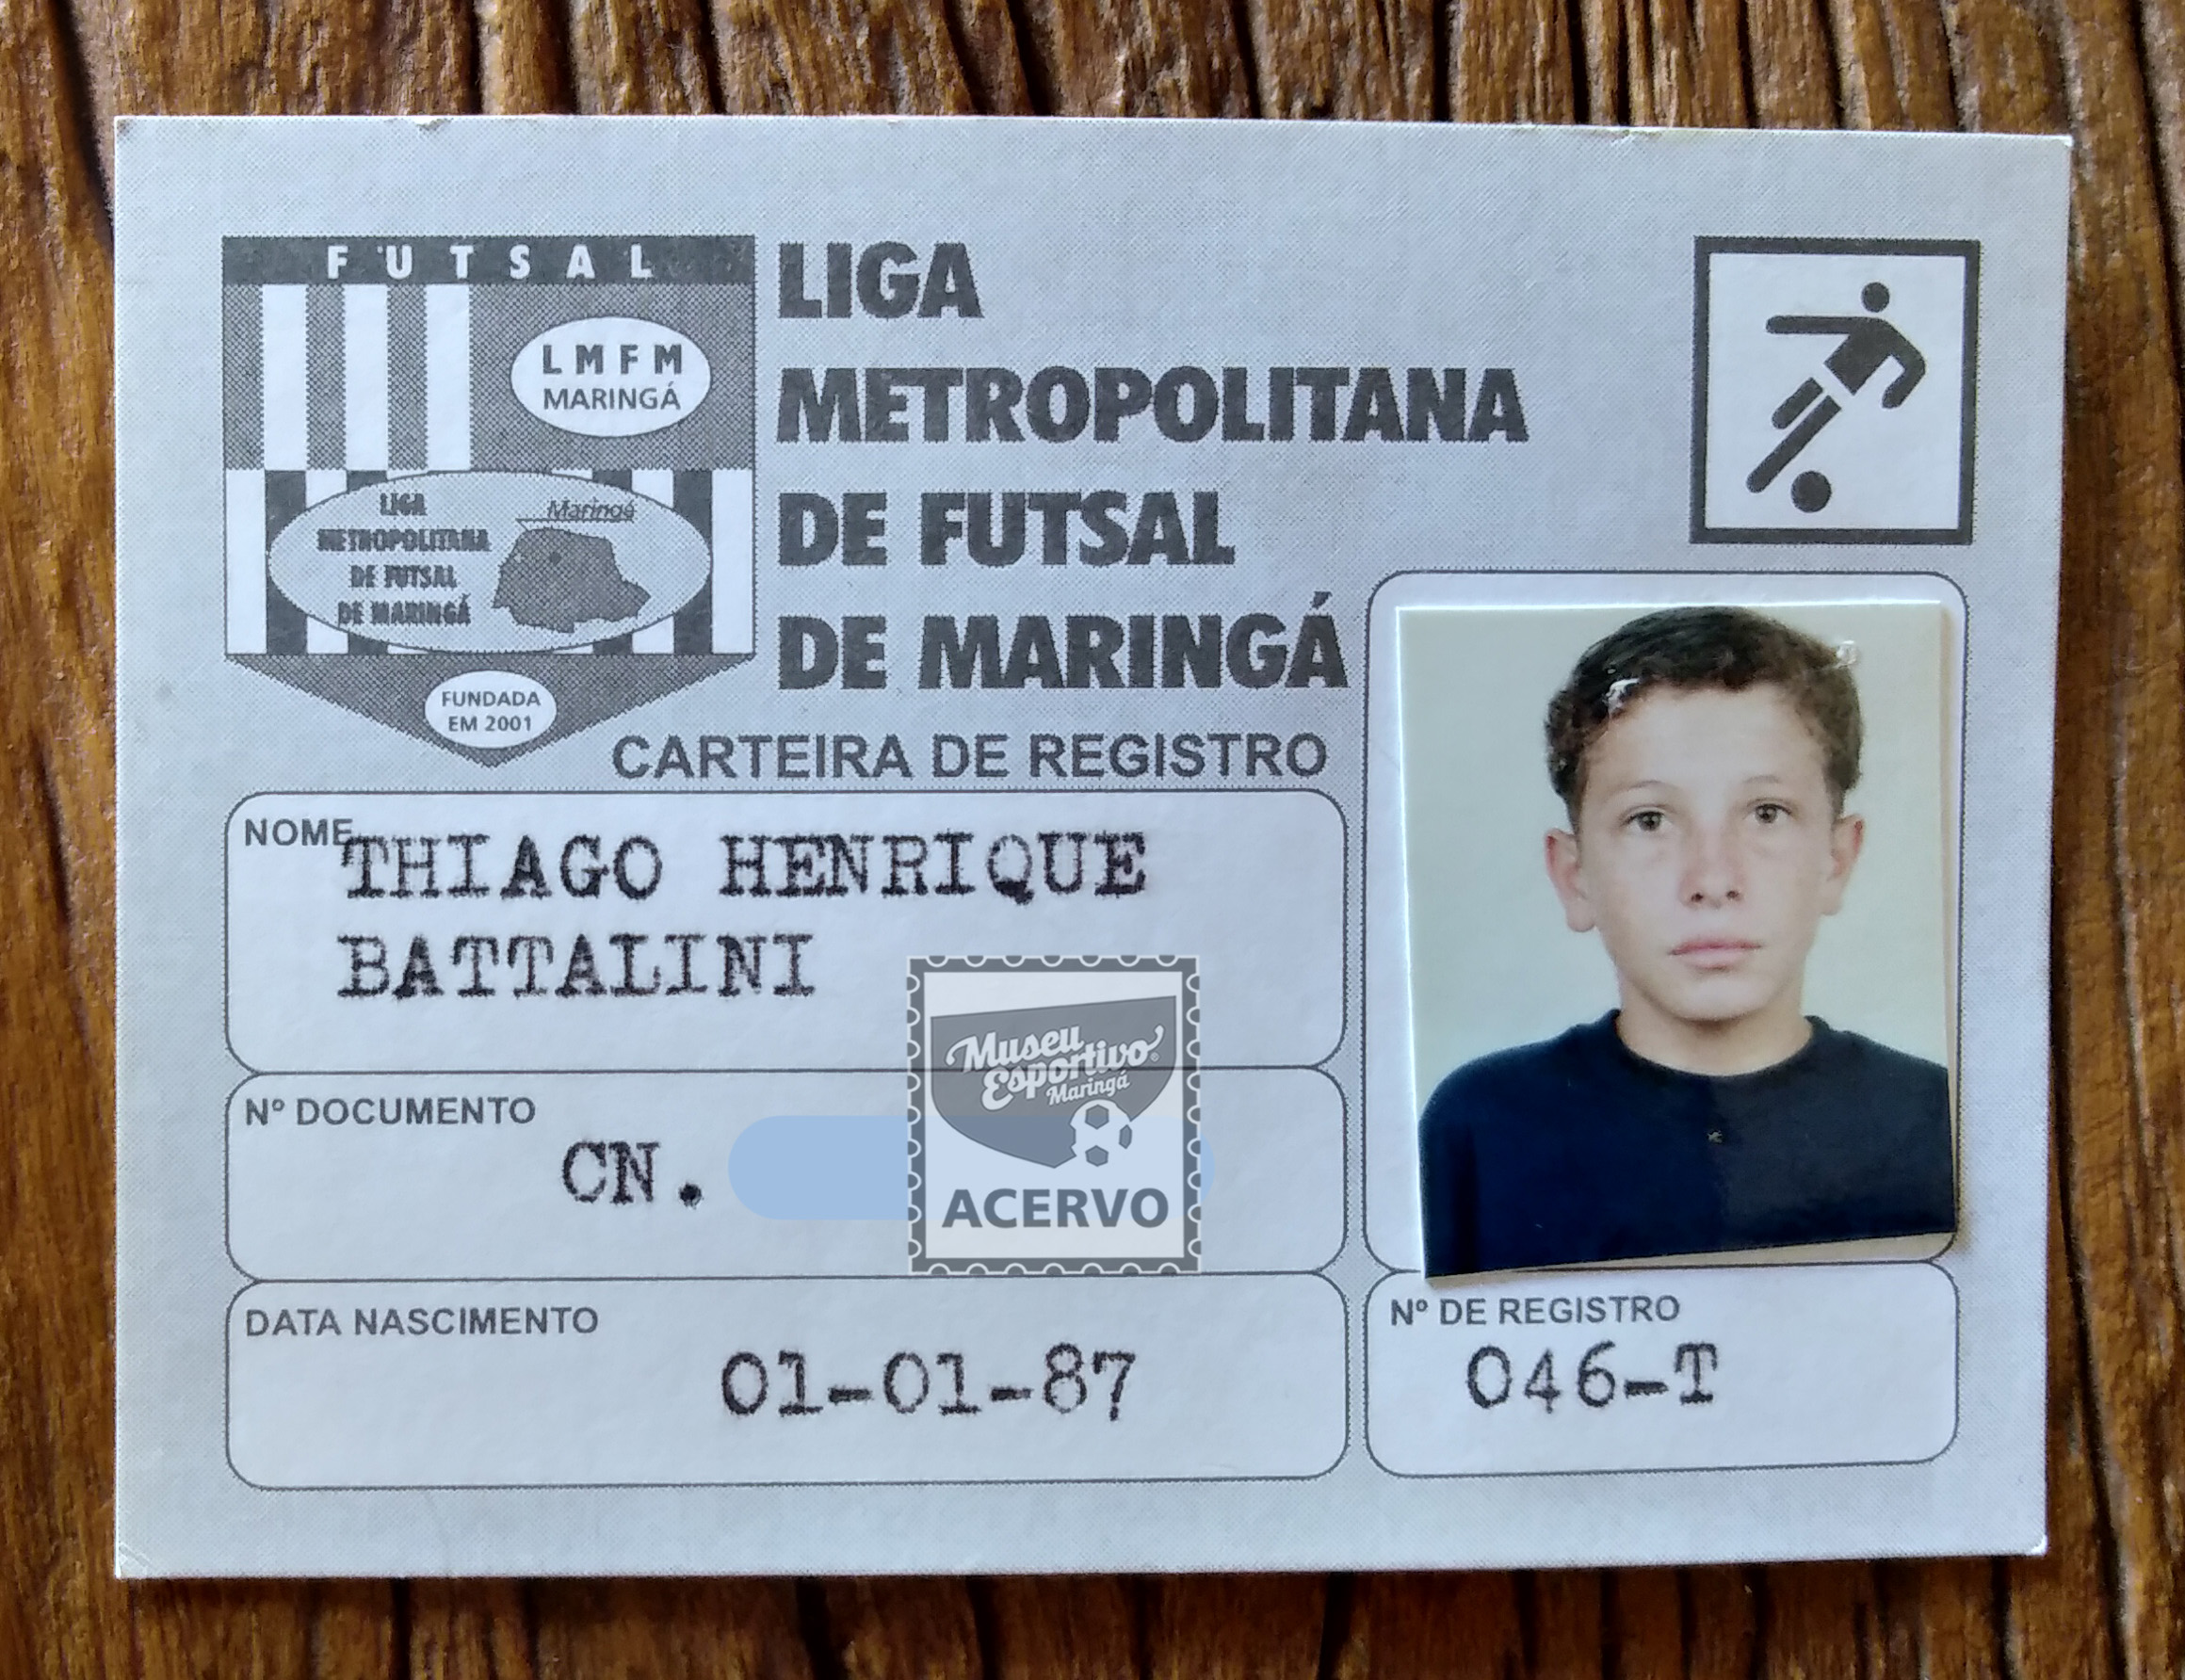 FUTSAL
LMFM
MARINGÁ
LIGA
METROPOLITANA
DE FUTSAL
DE MARINGÁ
Maringá
FUNDADA
EM 2001
LIGA
METROPOLITANA
DE FUTSAL
DE MARINGÁ
CARTEIRA DE REGISTRO
NOME
THIAGO HENRIQUE
BATTALINI
Museu
Esportivo
Maringá
ACERVO
Nº DOCUMENTO
CN.
DATA NASCIMENTO
01-01-87
Nº DE REGISTRO
046-T